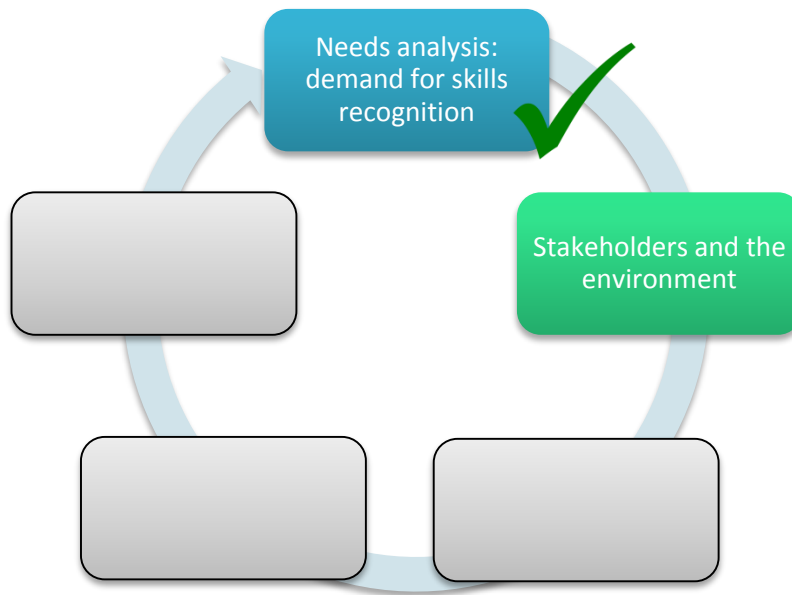 Needs analysis:
demand for skills
recognition
Stakeholders and the
environment